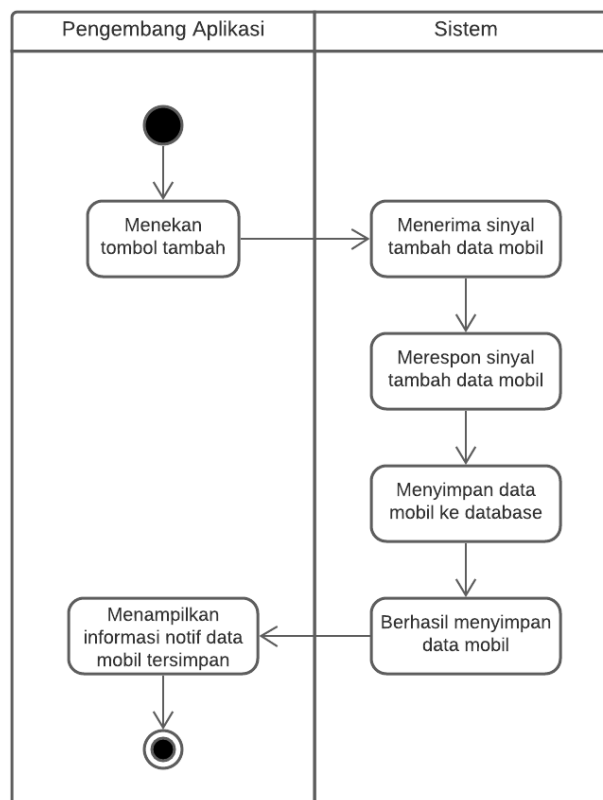 Pengembang Aplikasi
Sistem
Menekan
tombol tambah
Menerima sinyal
tambah data mobil
Merespon sinyal
tambah data mobil
Menyimpan data
mobil ke database
Berhasil menyimpan
data mobil
Menampilkan
informasi notif data
mobil tersimpan